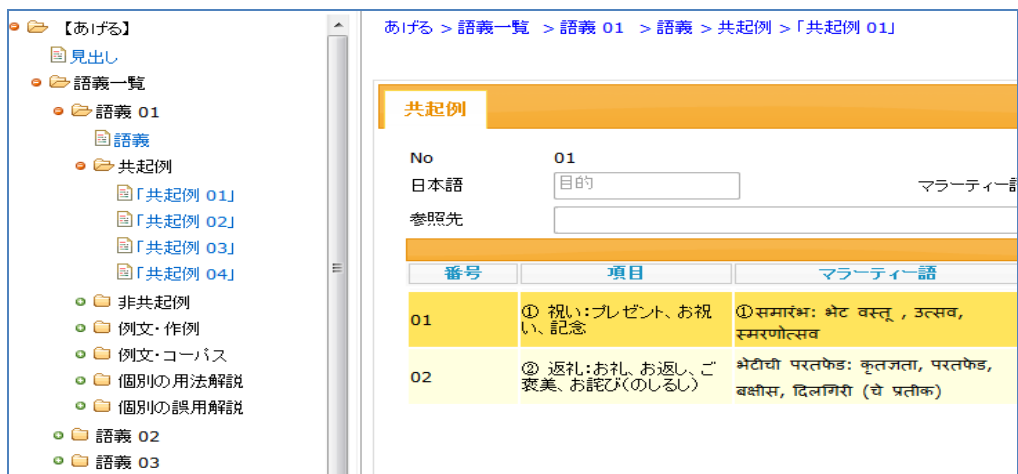 【あげる】
見出し
語義一覧
語義 01
語義
共起例
「共起例 01」
「共起例 02」
「共起例 03」
「共起例 04」
非共起例
例文・作例
例文・コーパス
個別の用法解説
個別の誤用解説
語義 02
語義 03
あげる > 語義一覧 > 語義 01 > 語義 > 共起例 > 「共起例 01」
共起例
No 01
日本語 目的 マラーティー語
参照先
番号 項目 マラーティー語
01 ① 祝い:プレゼント、お祝 ①समारंभ: भेट वस्तू , उत्सव,
い、記念 स्मरणोत्सव
02 ② 返礼:お礼、お返し、ご भेटीची परतफेड: कृतज्ञता, परतफेड,
褒美、お詫び(のしるし) बक्षीस, दिलगिरी (चे प्रतीक)